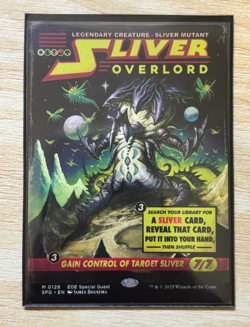 LEGENDARY CREATURE - SLIVER MUTANT
SLIVER
OVERLORD
3
SEARCH YOUR LIBRARY FOR
A SLIVER CARD,
REVEAL THAT CARD,
PUT IT INTO YOUR HAND,
THEN SHUFFLE
3
GAIN CONTROL OF TARGET SLIVER 7/7
M 0128 EOE Special Guest
SPG • EN JAMES BOUSEMA
™ & © 2025 Wizards of the Coast